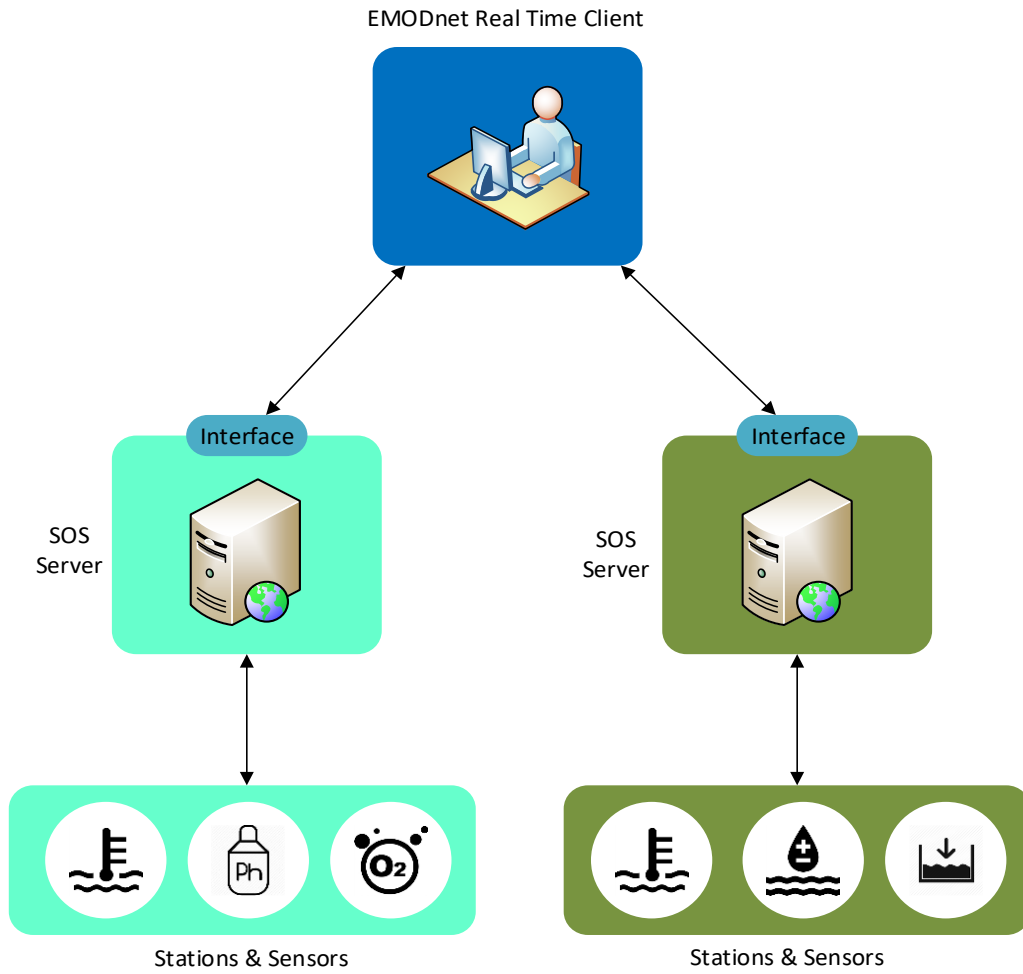 EMODnet Real Time Client
Interface
Interface
SOS
Server
SOS
Server
Ph
O2
Stations & Sensors
Stations & Sensors